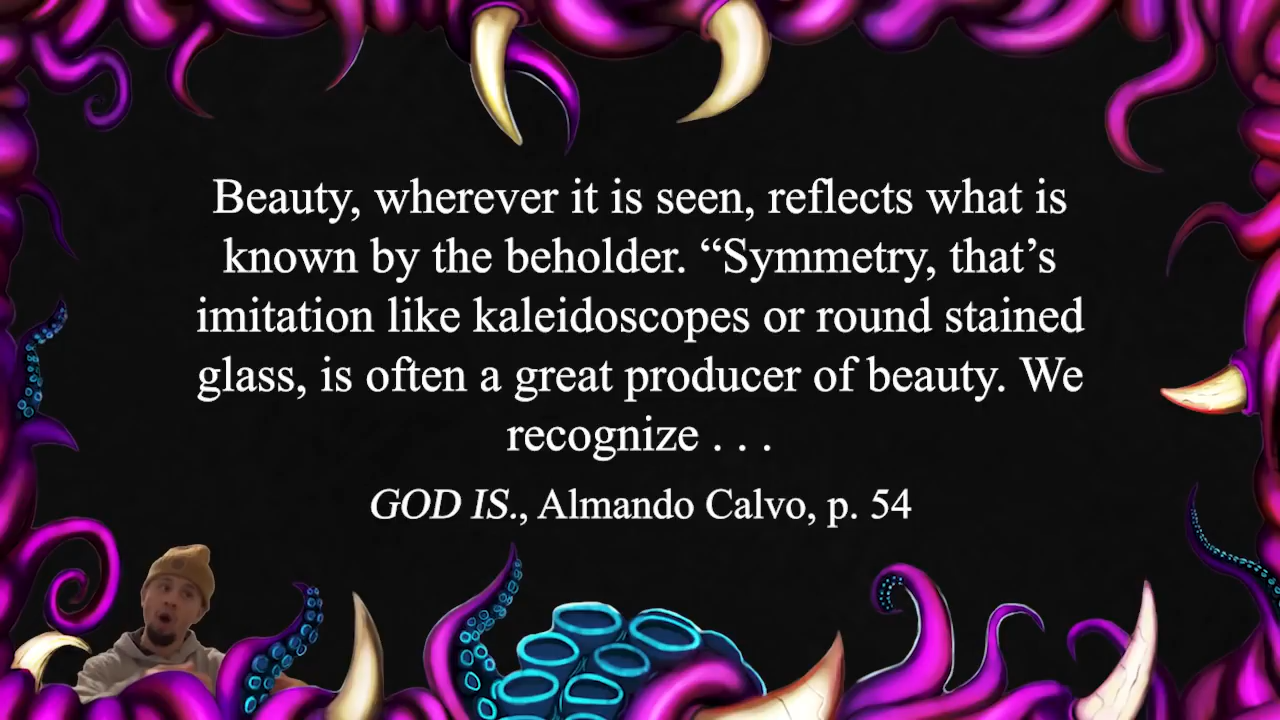 Beauty, wherever it is seen, reflects what is
known by the beholder. “Symmetry, that’s
imitation like kaleidoscopes or round stained
glass, is often a great producer of beauty. We
recognize . . .
GOD IS., Almando Calvo, p. 54